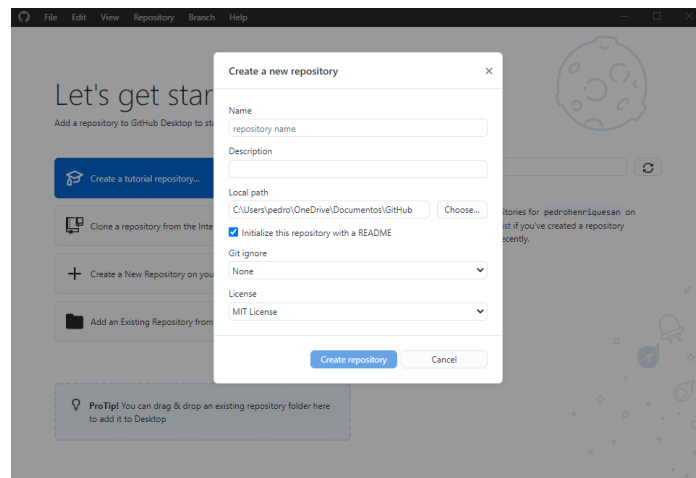 File Edit View Repository Branch Help
Let's get star
Add a repository to GitHub Desktop to sta
Create a tutorial repository...
Clone a repository from the Inte
Create a New Repository on you
Add an Existing Repository from
ProTip! You can drag & drop an existing repository folder here
to add it to Desktop
Create a new repository
Name
repository name
Description
Local path
C:\Users\pedro\OneDrive\Documentos\GitHub
Choose...
Initialize this repository with a README
Git ignore
None
License
MIT License
Create repository
Cancel
itories for pedrohenriquesan on
ist if you've created a repository
ecently.